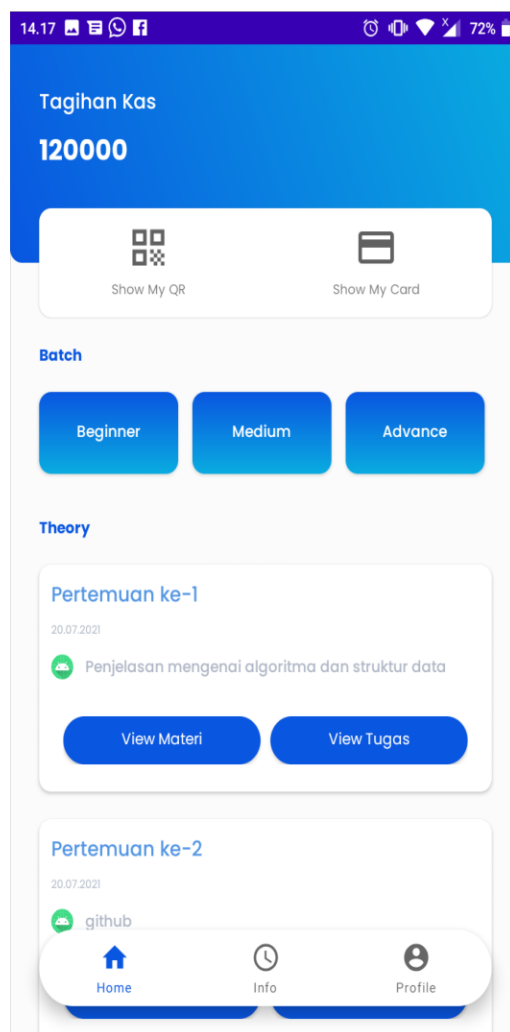 14.17
72%
Tagihan Kas
120000
Show My QR
Show My Card
Batch
Beginner
Medium
Advance
Theory
Pertemuan ke-1
20.07.2021
Penjelasan mengenai algoritma dan struktur data
View Materi
View Tugas
Pertemuan ke-2
20.07.2021
github
Home
Info
Profile